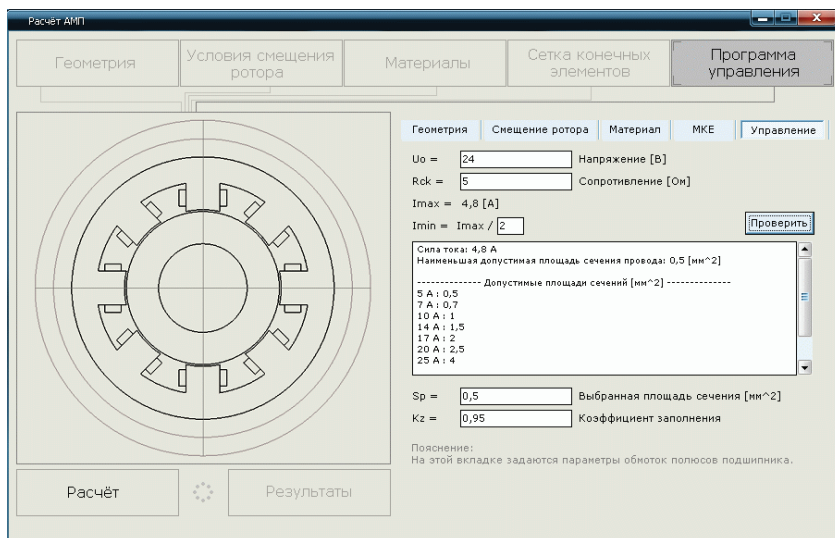 Расчёт АМП
Геометрия
Условия смещения
ротора
Материалы
Сетка конечных
элементов
Программа
управления
Геометрия Смещение ротора Материал МКЕ Управление
Uo = 24 Напряжение [В]
Rck = 5 Сопротивление [Ом]
Imax = 4,8 [A]
Imin = Imax / 2
Проверить
Сила тока: 4,8 А
Наименьшая допустимая площадь сечения провода: 0,5 [мм^2]
-------------- Допустимые площади сечений [мм^2] --------------
5 A : 0,5
7 A : 0,7
10 A : 1
14 A : 1,5
17 A : 2
20 A : 2,5
25 A : 4
Sp = 0,5 Выбранная площадь сечения [мм^2]
Kz = 0,95 Коэффициент заполнения
Пояснение:
На этой вкладке задаются параметры обмоток полюсов подшипника.
Расчёт
Результаты